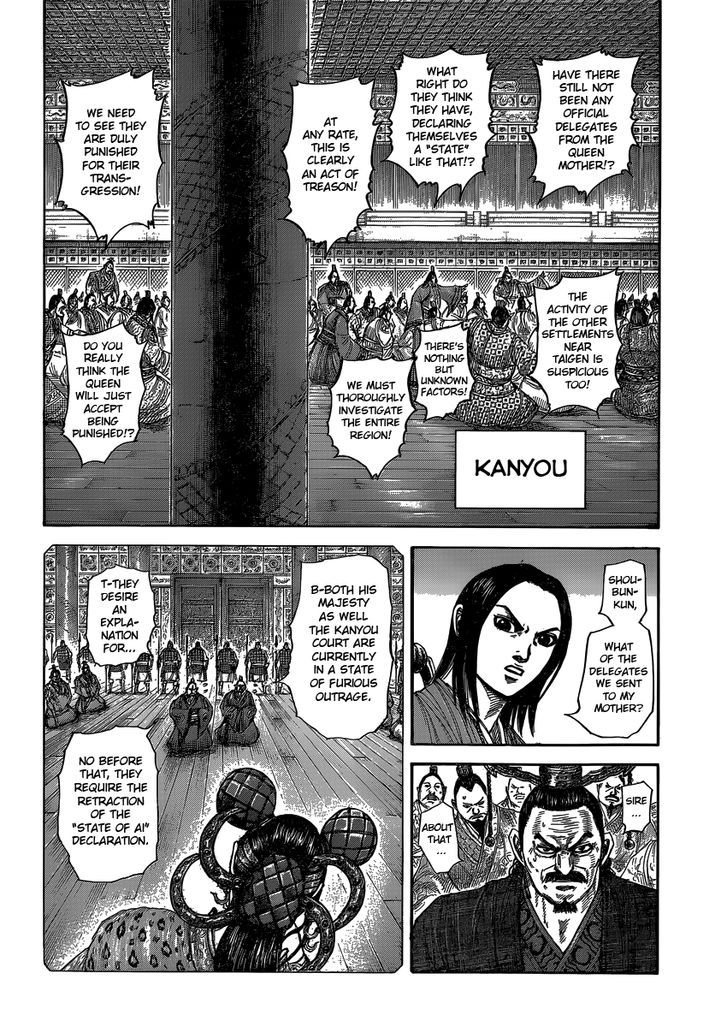 HAVE THERE
STILL NOT
BEEN ANY
OFFICIAL
DELEGATES
FROM THE
QUEEN
MOTHER!?
WHAT
RIGHT DO
THEY THINK
THEY HAVE,
DECLARING
THEMSELVES
A "STATE"
LIKE THAT!?
AT
ANY RATE,
THIS IS
CLEARLY
AN ACT OF
TREASON!
WE NEED
TO SEE THEY
ARE DULY
PUNISHED
FOR THEIR
TRANS-
GRESSION!
THE
ACTIVITY OF
THE OTHER
SETTLEMENTS
NEAR
TAIGEN IS
SUSPICIOUS
TOO!
THERE'S
NOTHING
BUT
UNKNOWN
FACTORS!
WE MUST
THOROUGHLY
INVESTIGATE
THE ENTIRE
REGION!
DO YOU
REALLY
THINK THE
QUEEN
WILL JUST
ACCEPT
BEING
PUNISHED!?
KANYOU
SHOU-
BUN-
KUN,
WHAT
OF THE
DELEGATES
WE SENT
TO MY
MOTHER?
SIRE
...
ABOUT
THAT
...
B-BOTH HIS
MAJESTY
AS WELL
THE KANYOU
COURT ARE
CURRENTLY
IN A STATE
OF FURIOUS
OUTRAGE.
T-THEY
DESIRE
AN
EXPLA-
NATION
FOR...
NO BEFORE
THAT, THEY
REQUIRE THE
RETRACTION
OF THE
"STATE OF AI"
DECLARATION.